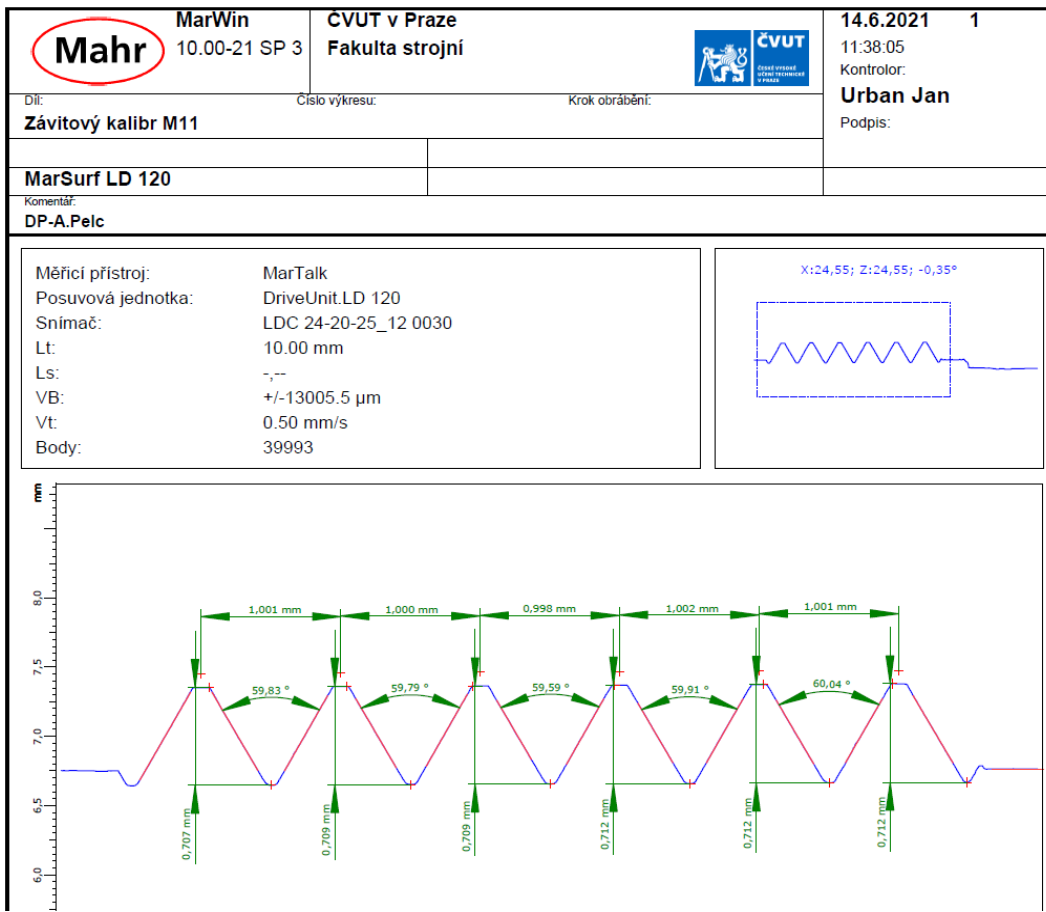 Mahr
MarWin
10.00-21 SP 3
ČVUT v Praze
Fakulta strojní
ČVUT
ČESKÉ VYSOKÉ
UČENÍ TECHNICKÉ
V PRAZE
14.6.2021 1
11:38:05
Kontrolor:
Urban Jan
Podpis:
Díl: Číslo výkresu: Krok obrábění:
Závitový kalibr M11
MarSurf LD 120
Komentář:
DP-A.Pelc
Měřicí přístroj: MarTalk
Posuvová jednotka: DriveUnit.LD 120
Snímač: LDC 24-20-25_12 0030
Lt: 10.00 mm
Ls: -,--
VB: +/-13005.5 µm
Vt: 0.50 mm/s
Body: 39993
X:24,55; Z:24,55; -0,35°
mm
8,0
7,5
7,0
6,5
6,0
1,001 mm 1,000 mm 0,998 mm 1,002 mm 1,001 mm
59,83 ° 59,79 ° 59,59 ° 59,91 ° 60,04 °
0,707 mm 0,709 mm 0,709 mm 0,712 mm 0,712 mm 0,712 mm